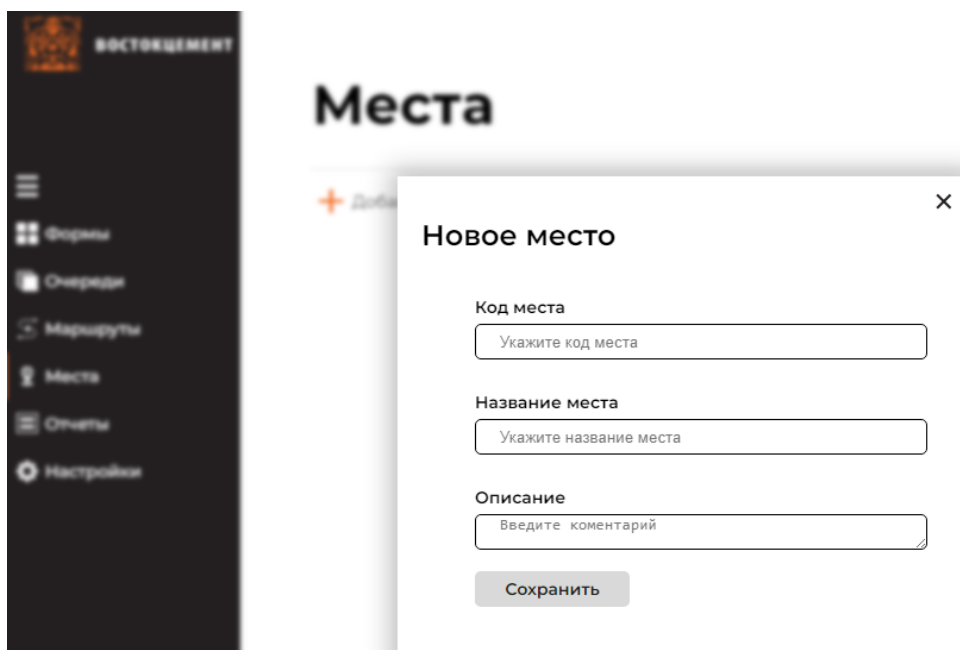 ВОСТОКЦЕМЕНТ
Места
Формы
Очереди
Маршруты
Места
Отчеты
Настройки
Новое место
Код места
Укажите код места
Название места
Укажите название места
Описание
Введите коментарий
Сохранить